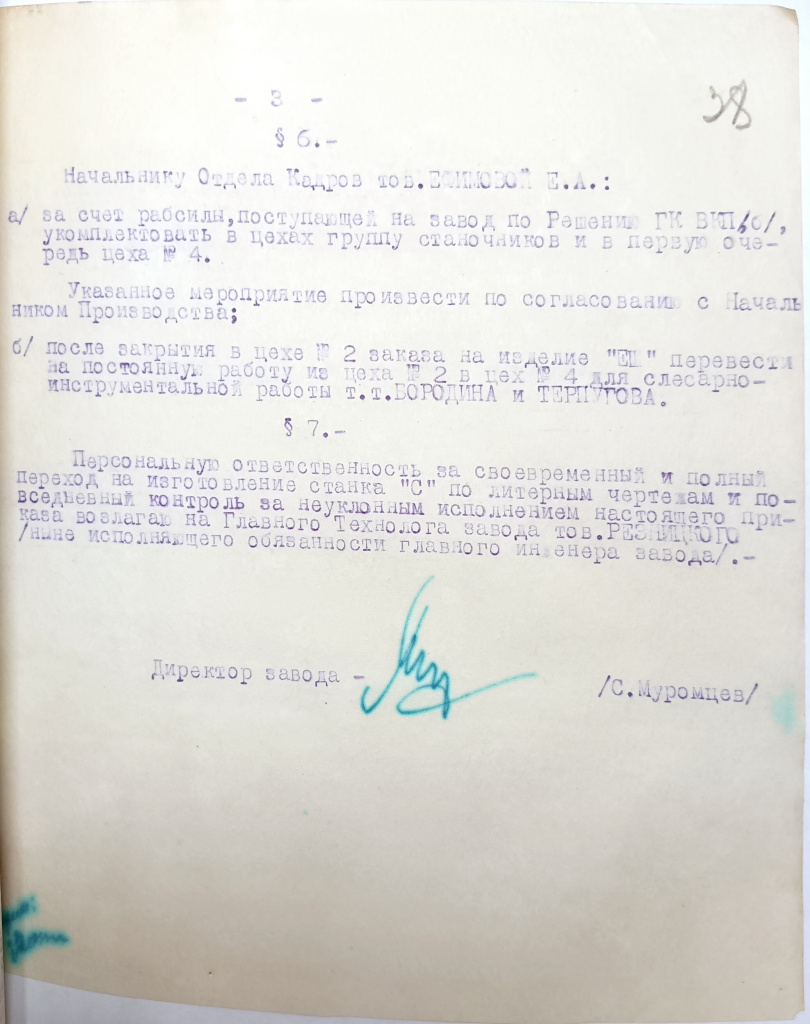 - 3 -
38
§ 6.-
Начальнику Отдела Кадров тов.ЕФИМОВОЙ Е.А.:
а/ за счет рабсилы,поступающей на завод по Решению ГК ВКП/б/,
укомплектовать в цехах группу станочников и в первую оче-
редь цеха № 4.
Указанное мероприятие произвести по согласованию с Началь
ником Производства;
б/ после закрытия в цехе № 2 заказа на изделие "ЕЩ" перевести
на постоянную работу из цеха № 2 в цех № 4 для слесарно-
инструментальной работы т.т.БОРОДИНА и ТЕРПУГОВА.
§ 7.-
Персональную ответственность за своевременный и полный
переход на изготовление станка "С" по литерным чертежам и по-
вседневный контроль за неуклонным исполнением настоящего при-
каза возлагаю на Главного Технолога завода тов.РЕЗНИЦКОГО
/ныне исполняющего обязанности главного инженера завода/.-
Директор завода -
/С.Муромцев/